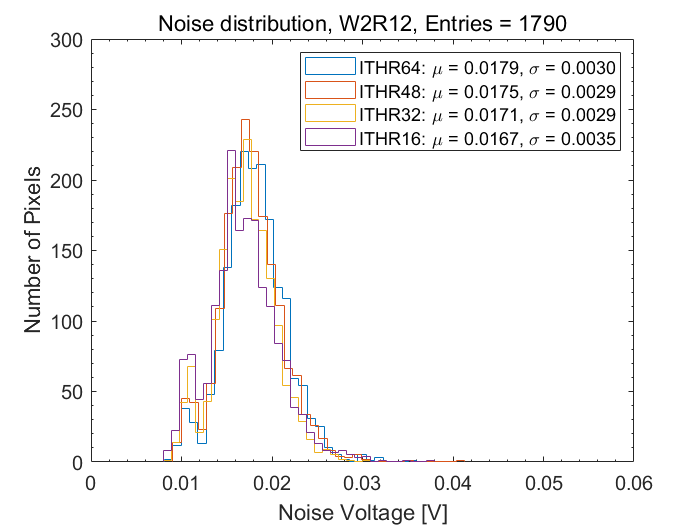 Noise distribution, W2R12, Entries = 1790
300
250
200
150
100
50
0
Number of Pixels
ITHR64: μ = 0.0179, σ = 0.0030
ITHR48: μ = 0.0175, σ = 0.0029
ITHR32: μ = 0.0171, σ = 0.0029
ITHR16: μ = 0.0167, σ = 0.0035
0 0.01 0.02 0.03 0.04 0.05 0.06
Noise Voltage [V]